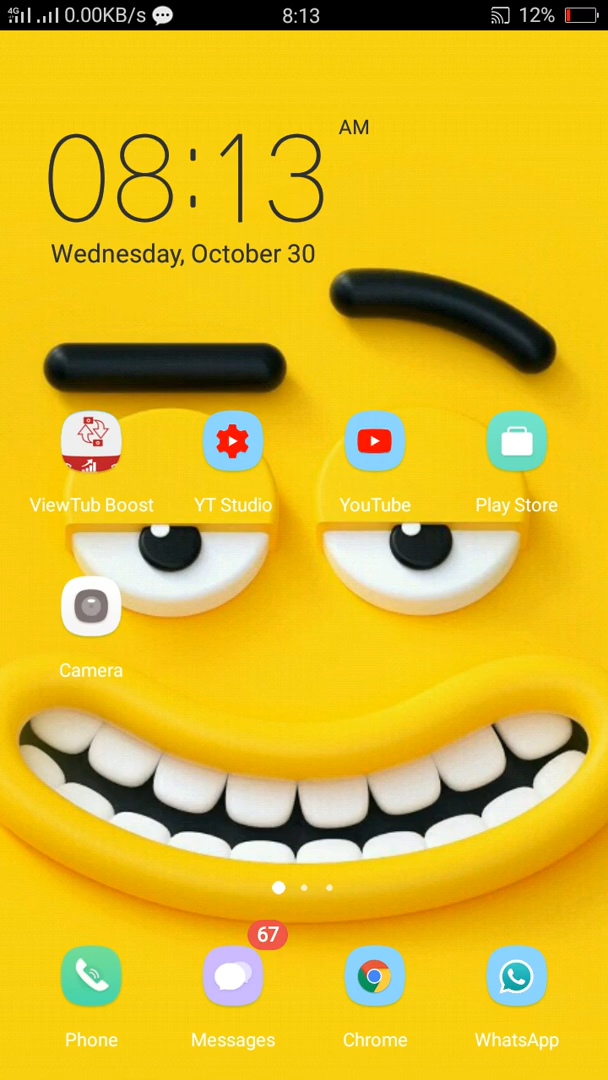 4G 0.00KB/s 8:13 12%
08:13 AM
Wednesday, October 30
ViewTub Boost YT Studio YouTube Play Store
Camera
67
Phone Messages Chrome WhatsApp